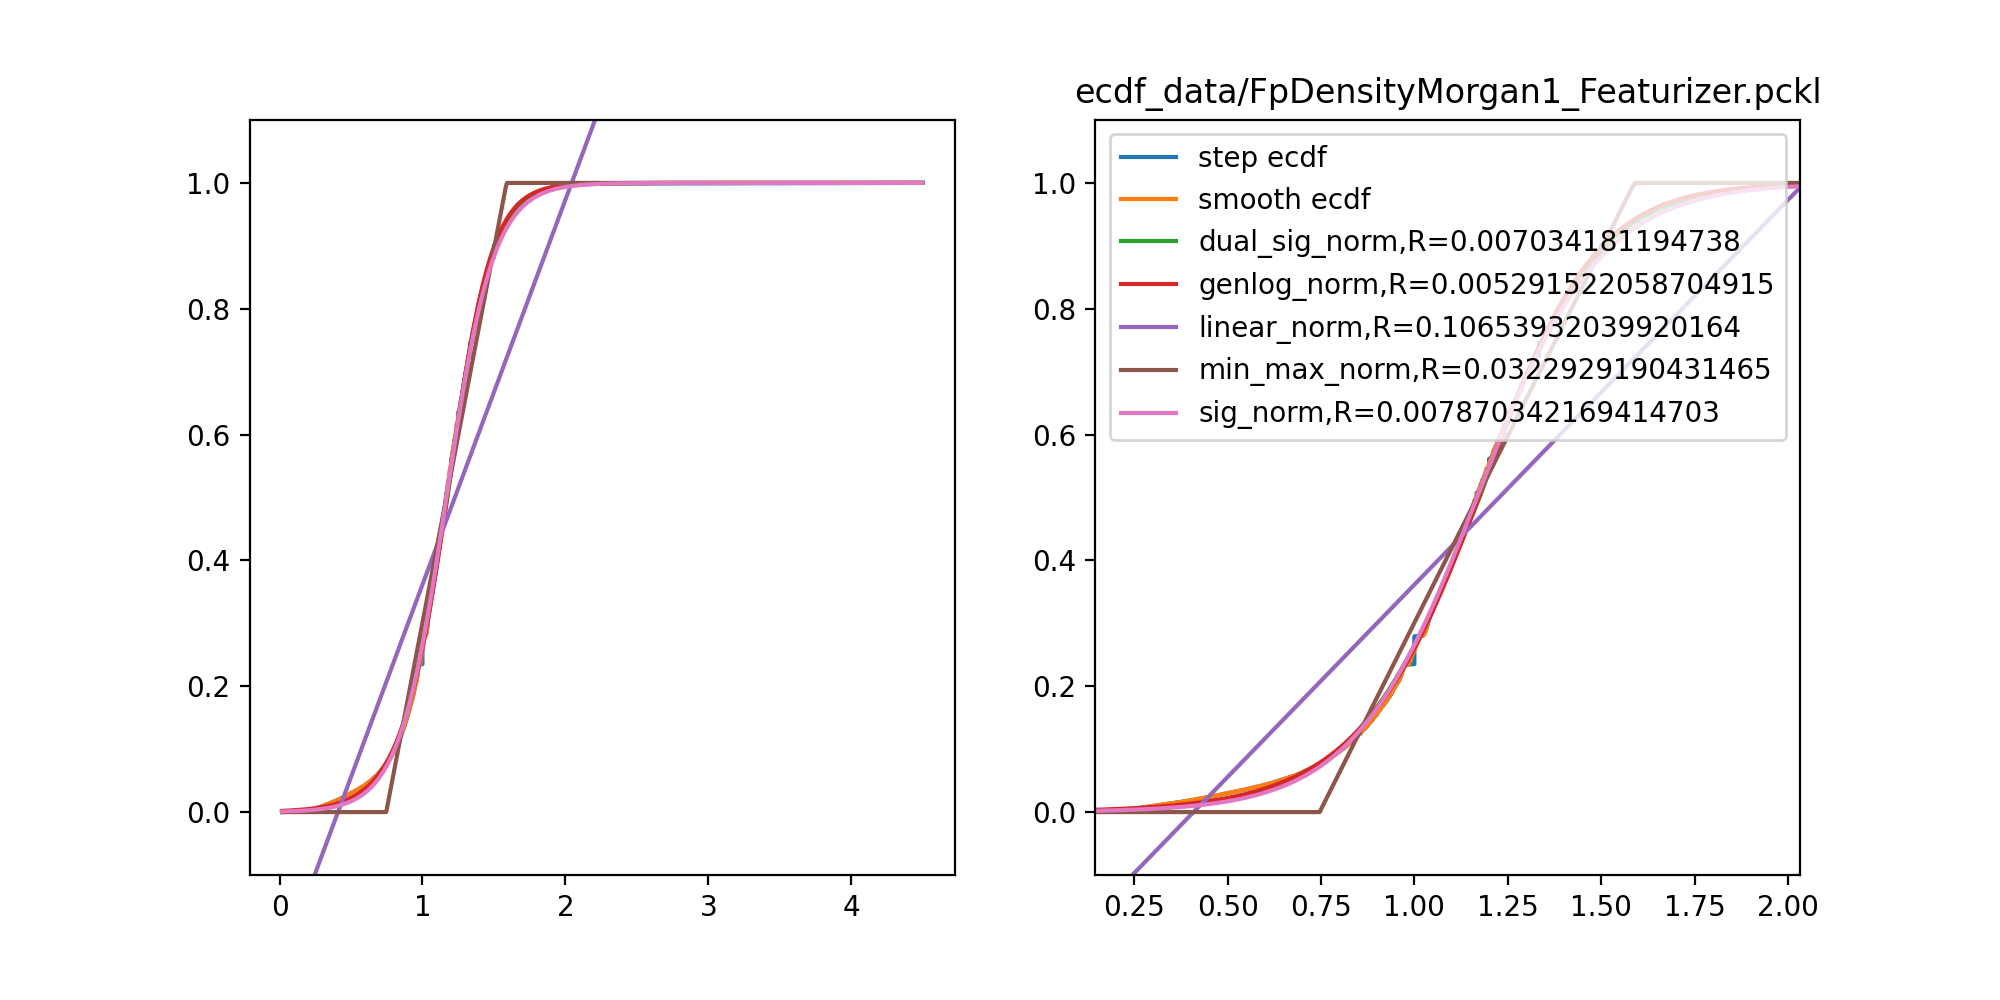 ecdf_data/FpDensityMorgan1_Featurizer.pckl
1.0
0.8
0.6
0.4
0.2
0.0
0 1 2 3 4
1.0
0.8
0.6
0.4
0.2
0.0
step ecdf
smooth ecdf
dual_sig_norm,R=0.007034181194738
genlog_norm,R=0.005291522058704915
linear_norm,R=0.10653932039920164
min_max_norm,R=0.0322929190431465
sig_norm,R=0.007870342169414703
0.25 0.50 0.75 1.00 1.25 1.50 1.75 2.00